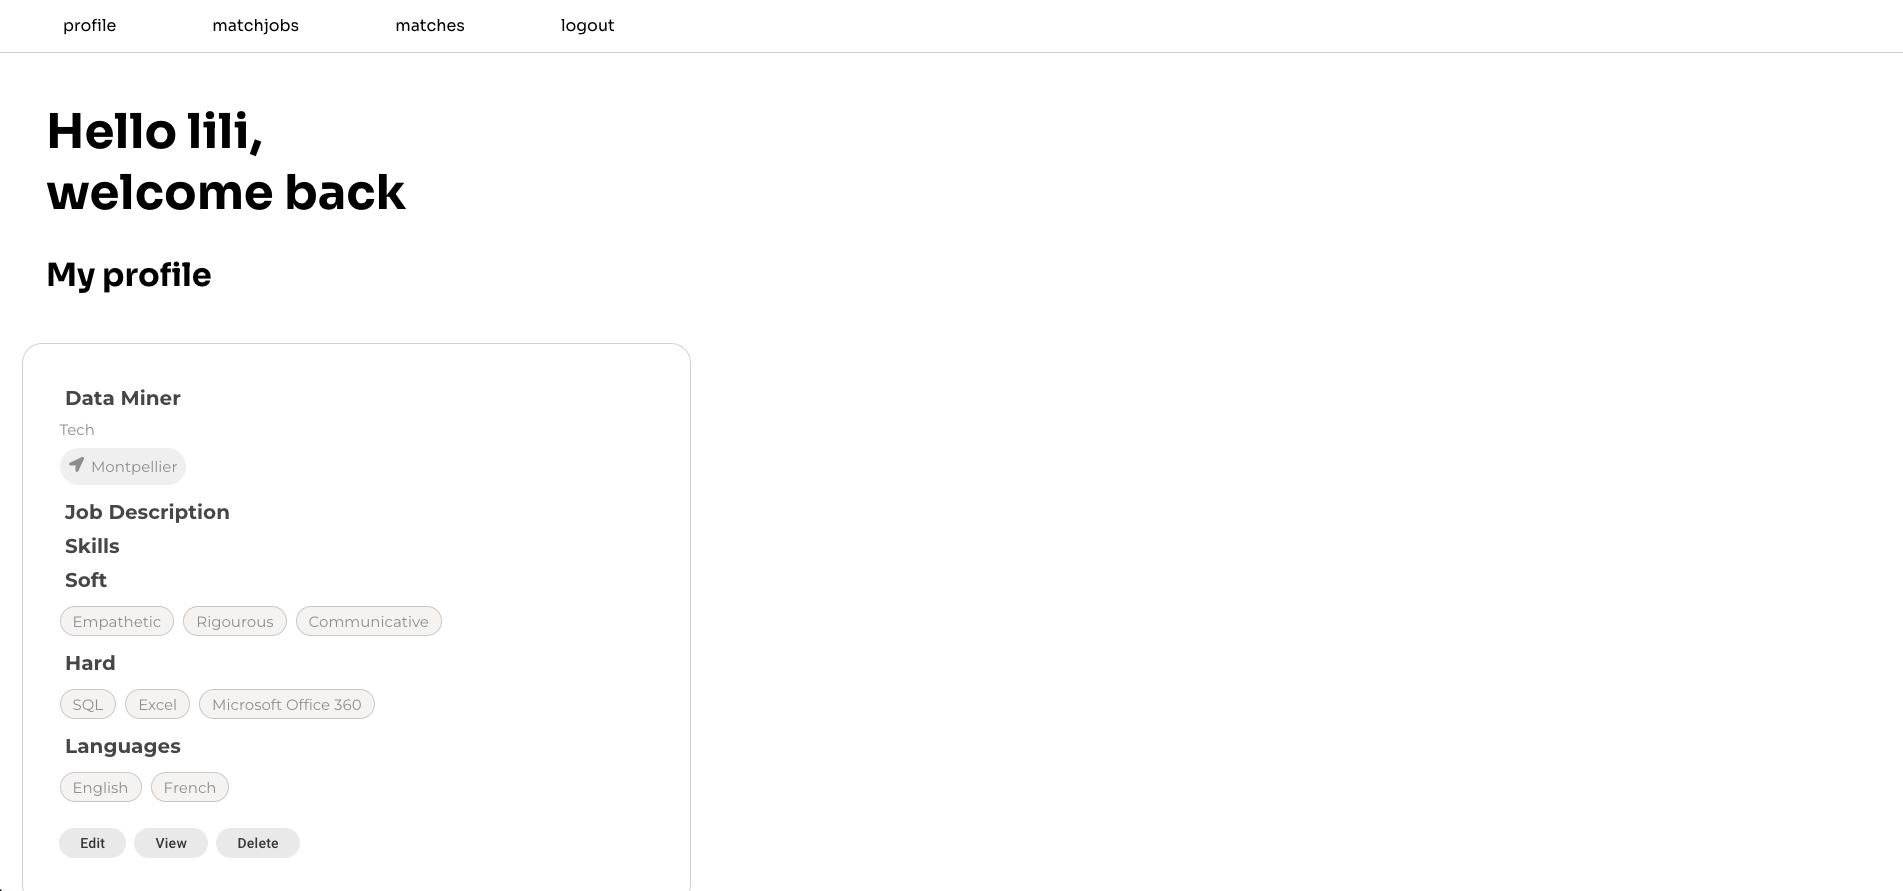 profile matchjobs matches logout
Hello lili,
welcome back
My profile
Data Miner
Tech
Montpellier
Job Description
Skills
Soft
Empathetic Rigourous Communicative
Hard
SQL Excel Microsoft Office 360
Languages
English French
Edit View Delete